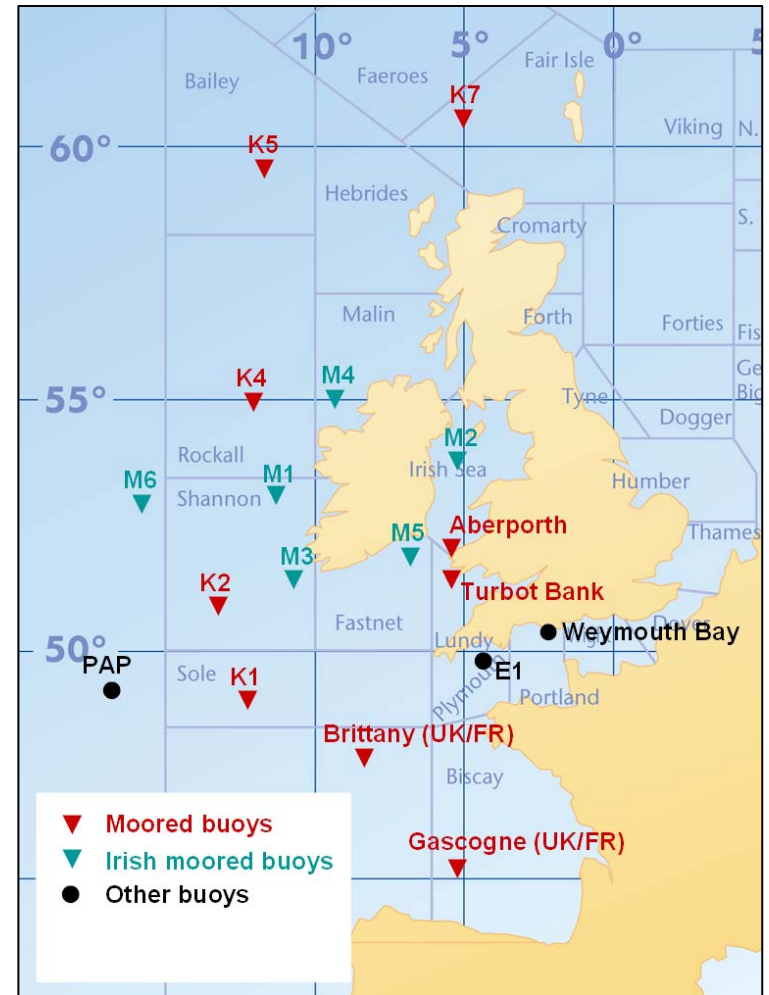 10°
5°
0°
5
Bailey
Faeroes
Fair Isle
K7
Viking
N.
60°
K5
Hebrides
Cromarty
S.
Malin
Forth
Forties
Fis
K4
M4
55°
Tyne
Ge
Big
Dogger
M2
Rockall
Irish Sea
M6
M1
Shannon
Humber
Aberporth
Thames
M5
M3
K2
Turbot Bank
Fastnet
Dover
Weymouth Bay
Lundy
50°
PAP
Sole
K1
E1
Plymouth
Portland
Brittany (UK/FR)
Biscay
Gascogne (UK/FR)
Moored buoys
Irish moored buoys
Other buoys